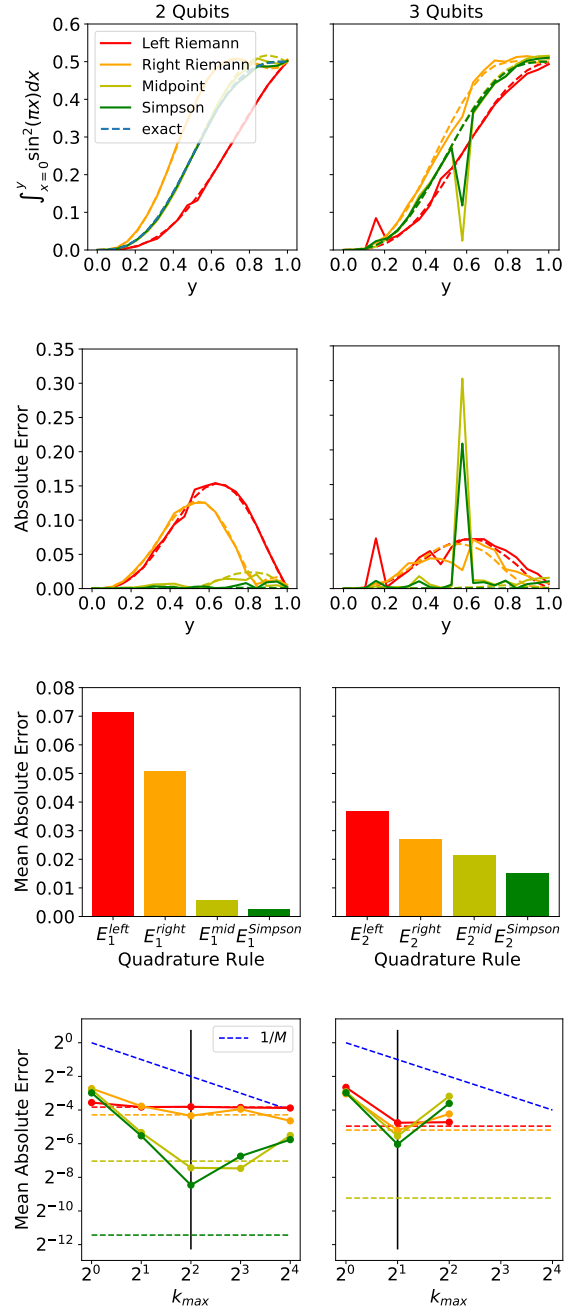 2 Qubits
3 Qubits
0.6
0.5
0.4
0.3
0.2
0.1
0.0
∫_{x=0}^{y} sin²(πx)dx
Left Riemann
Right Riemann
Midpoint
Simpson
exact
0.0 0.2 0.4 0.6 0.8 1.0
y
0.0 0.2 0.4 0.6 0.8 1.0
y
0.35
0.30
0.25
0.20
0.15
0.10
0.05
0.00
Absolute Error
0.0 0.2 0.4 0.6 0.8 1.0
y
0.0 0.2 0.4 0.6 0.8 1.0
y
0.08
0.07
0.06
0.05
0.04
0.03
0.02
0.01
0.00
Mean Absolute Error
E_1^{left} E_1^{right} E_1^{mid} E_1^{Simpson}
Quadrature Rule
E_2^{left} E_2^{right} E_2^{mid} E_2^{Simpson}
Quadrature Rule
2^0
2^{-2}
2^{-4}
2^{-6}
2^{-8}
2^{-10}
2^{-12}
Mean Absolute Error
1/M
2^0 2^1 2^2 2^3 2^4
k_{max}
2^0 2^1 2^2 2^3 2^4
k_{max}